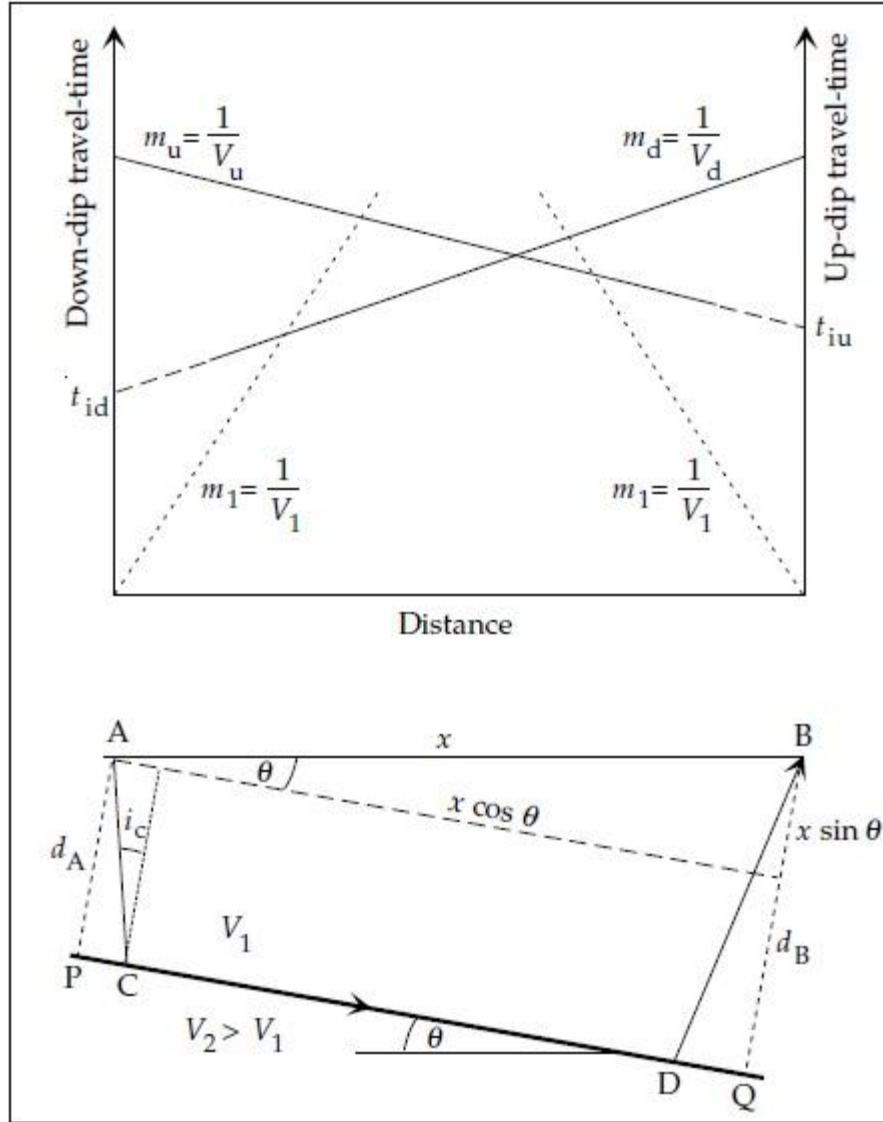 Down-dip travel-time
Up-dip travel-time
m_u = 1/V_u
m_d = 1/V_d
t_iu
t_id
m_1 = 1/V_1
m_1 = 1/V_1
Distance
A
x
B
θ
x cos θ
x sin θ
i_c
d_A
V_1
d_B
P
C
V_2 > V_1
θ
D
Q